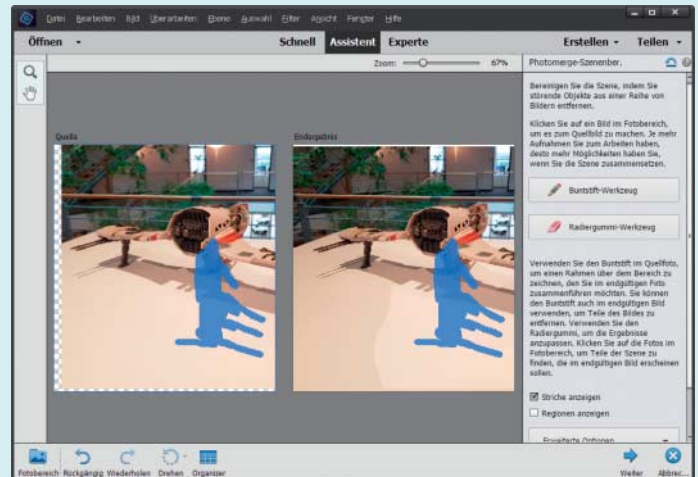 Datei Bearbeiten Bild Überarbeiten Ebene Auswahl Filter Ansicht Fenster Hilfe
Öffnen Schnell Assistent Experte Erstellen Teilen
Zoom: 67% Photomerge-Szenenber.
Bereinigen Sie die Szene, indem Sie
störende Objekte aus einer Reihe von
Bildern entfernen.
Klicken Sie auf ein Bild im Fotobereich,
um es zum Quellbild zu machen. Je mehr
Aufnahmen Sie zum Arbeiten haben,
desto mehr Möglichkeiten haben Sie,
wenn Sie die Szene zusammensetzen.
Quelle Endergebnis
Buntstift-Werkzeug
Radiergummi-Werkzeug
Verwenden Sie den Buntstift im Quellfoto,
um einen Rahmen über dem Bereich zu
zeichnen, den Sie im endgültigen Foto
zusammenführen möchten. Sie können
den Buntstift auch im endgültigen Bild
verwenden, um Teile des Bildes zu
entfernen. Verwenden Sie den
Radiergummi, um die Ergebnisse
anzupassen. Klicken Sie auf die Fotos im
Fotobereich, um Teile der Szene zu
finden, die im endgültigen Bild erscheinen
sollen.
Striche anzeigen
Regionen anzeigen
Erweiterte Optionen
Fotobereich Rückgängig Wiederholen Drehen Organizer Weiter Abbrec...